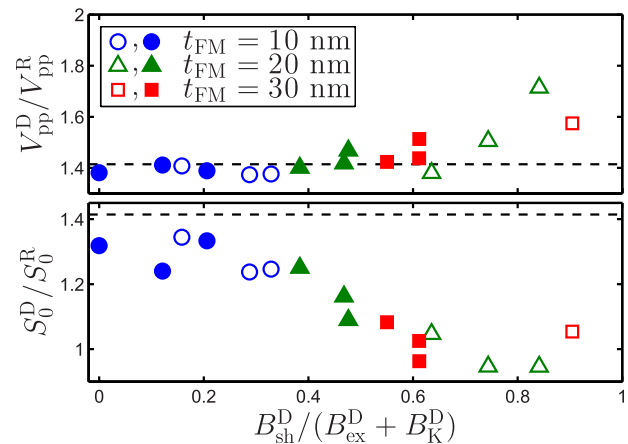 2
1.8
1.6
1.4
1.2
V_pp^D/V_pp^R
, t_FM = 10 nm
, t_FM = 20 nm
, t_FM = 30 nm
1.4
1.2
1
S_0^D/S_0^R
0 0.2 0.4 0.6 0.8 1
B_sh^D/(B_ex^D + B_K^D)